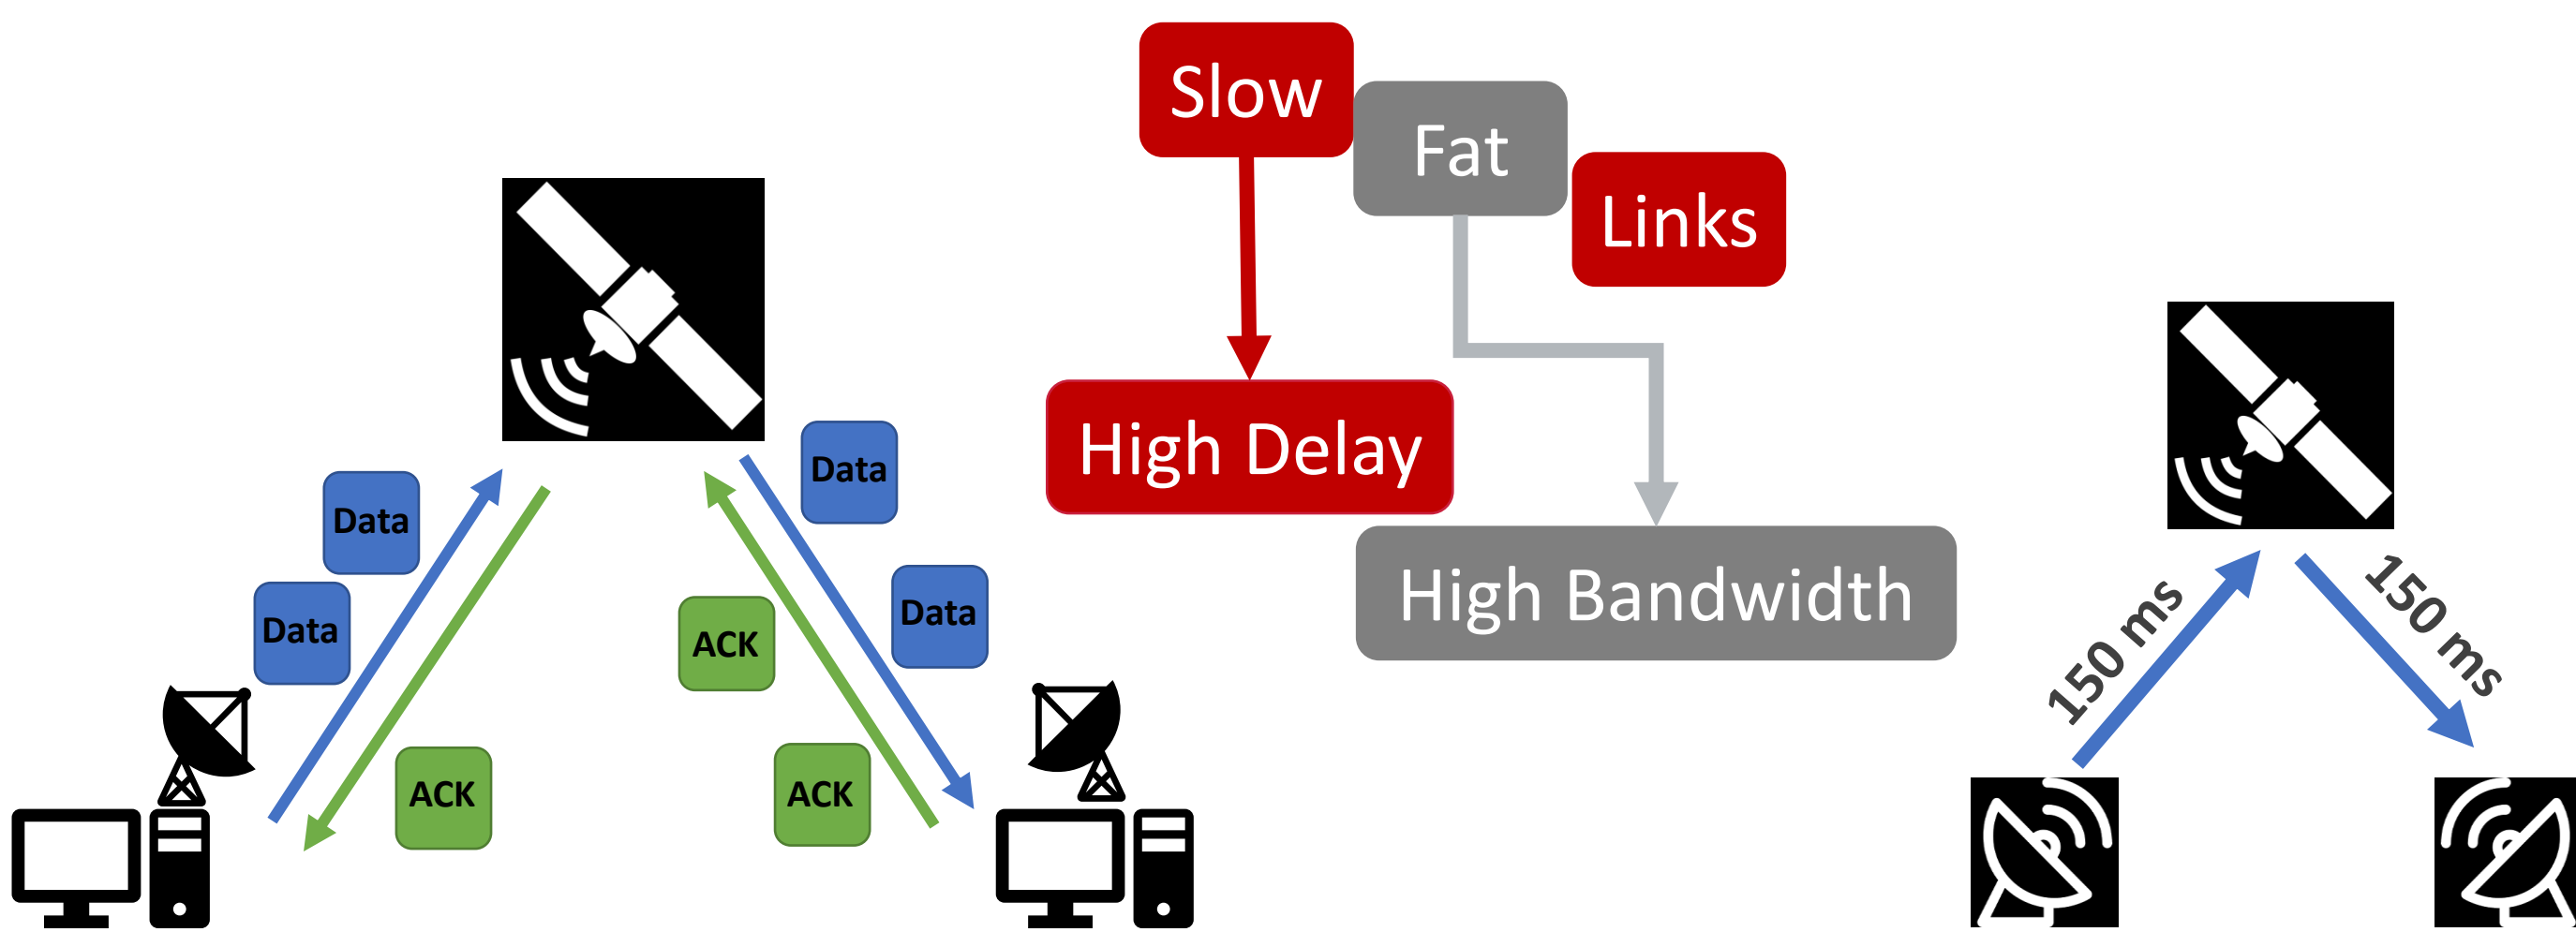 Slow
Fat
Links
High Delay
High Bandwidth
Data
Data
ACK
Data
Data
ACK
ACK
150 ms
150 ms